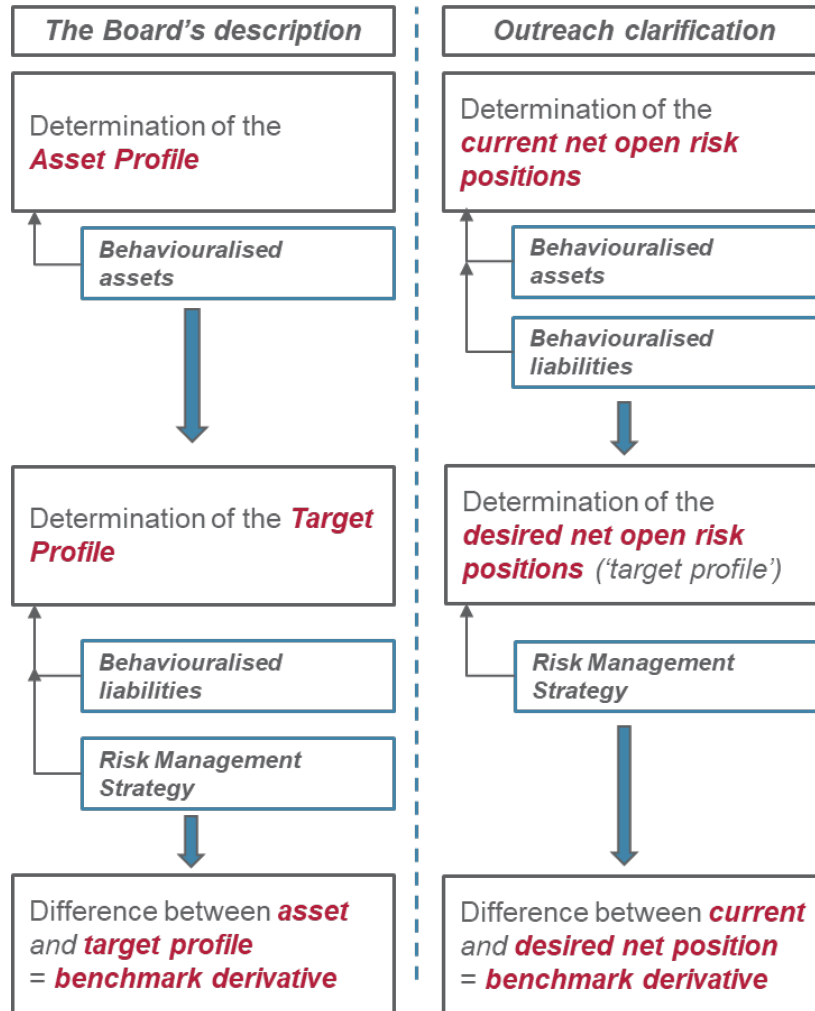 The Board's description
Determination of the
Asset Profile
Behaviouralised
assets
Determination of the Target
Profile
Behaviouralised
liabilities
Risk Management
Strategy
Difference between asset
and target profile
= benchmark derivative
Outreach clarification
Determination of the
current net open risk
positions
Behaviouralised
assets
Behaviouralised
liabilities
Determination of the
desired net open risk
positions (‘target profile’)
Risk Management
Strategy
Difference between current
and desired net position
= benchmark derivative